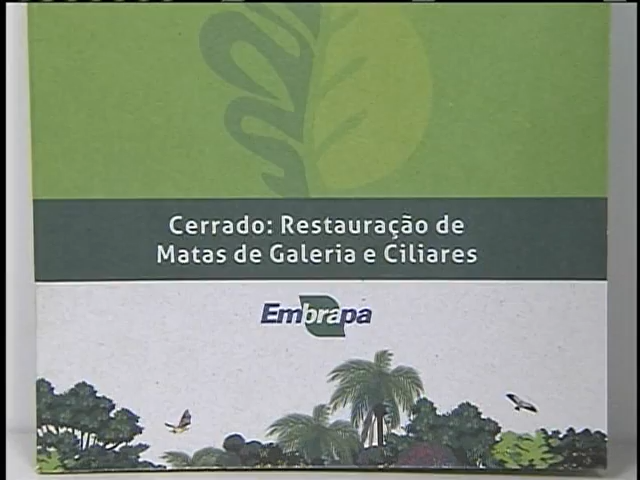 Cerrado: Restauração de
Matas de Galeria e Ciliares
Embrapa